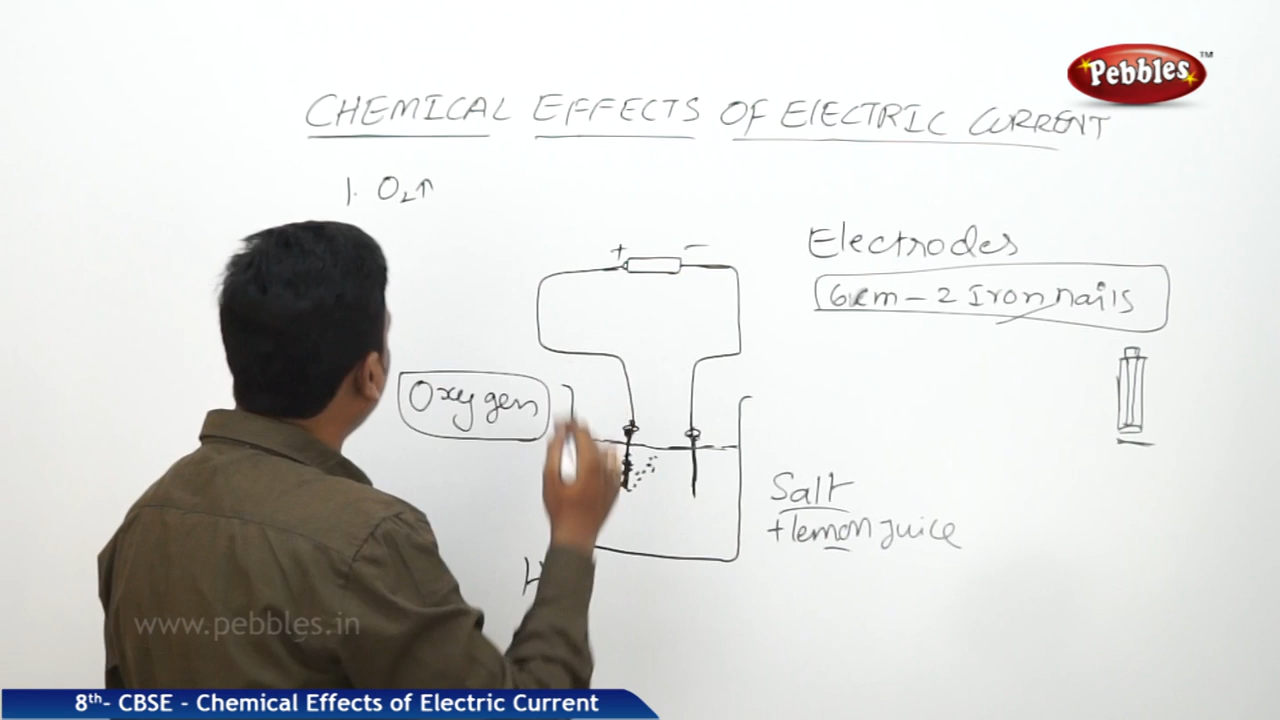 Pebbles™
CHEMICAL EFFECTS OF ELECTRIC CURRENT
1. O₂↑
Electrodes
6cm – 2 Iron nails
+ −
Oxygen
Salt
+ lemon Juice
H
www.pebbles.in
8th- CBSE - Chemical Effects of Electric Current